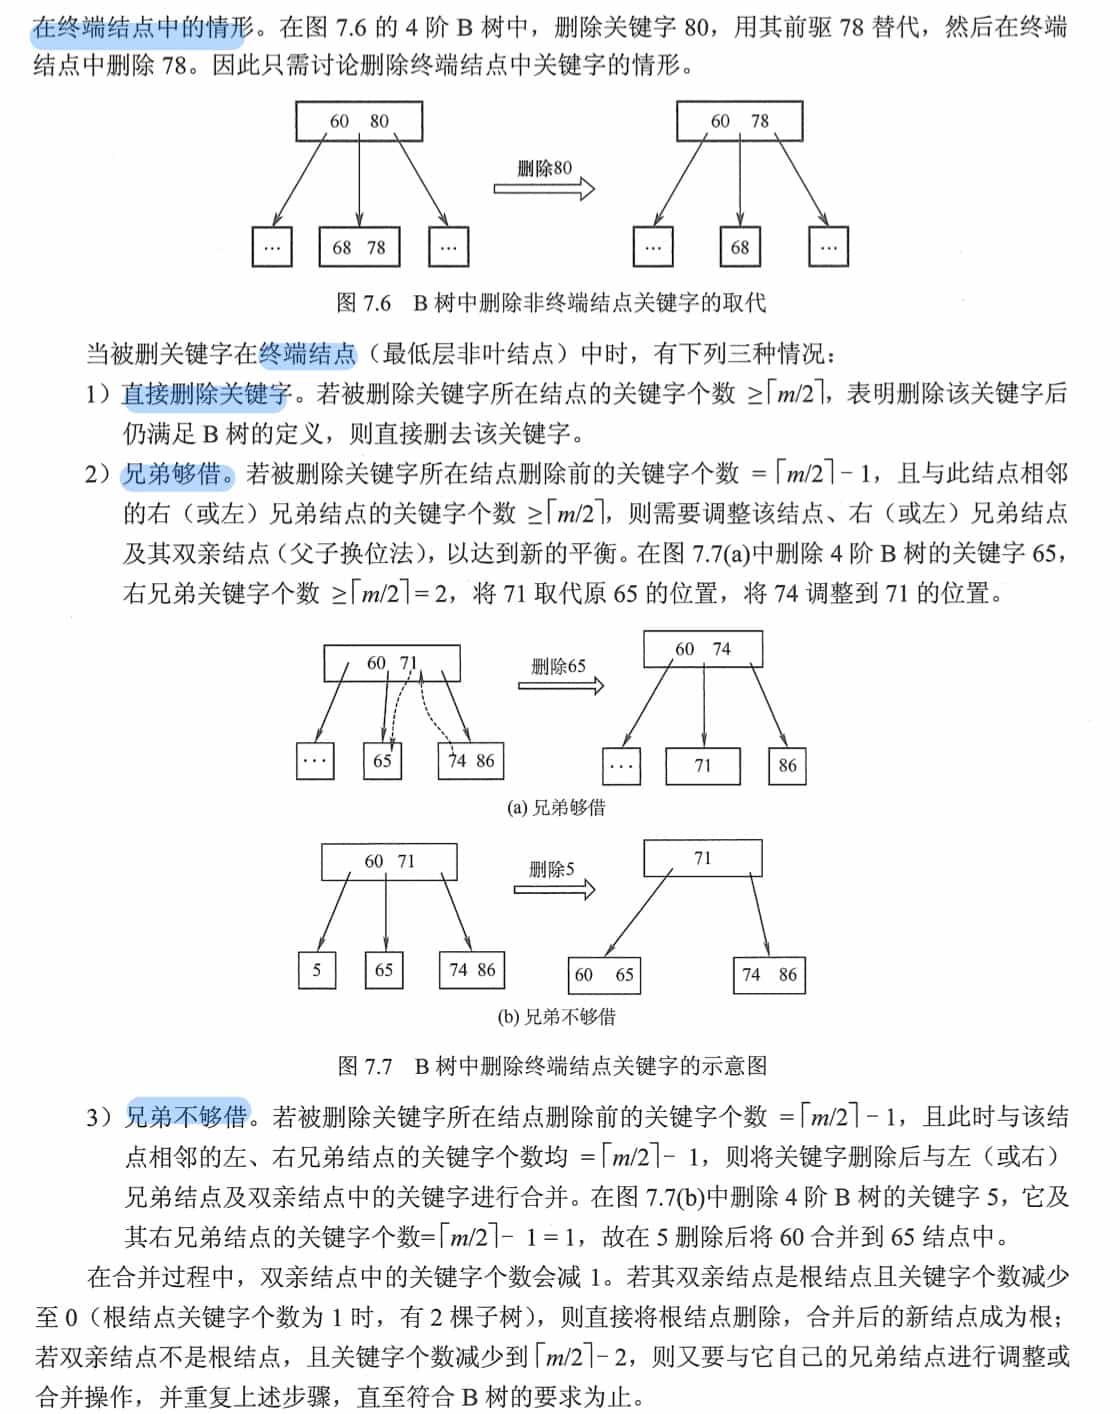 在终端结点中的情形。在图 7.6 的 4 阶 B 树中，删除关键字 80，用其前驱 78 替代，然后在终端
结点中删除 78。因此只需讨论删除终端结点中关键字的情形。
60 80
60 78
删除80
… 68 78 …
… 68 …
图 7.6 B 树中删除非终端结点关键字的取代
当被删关键字在终端结点（最低层非叶结点）中时，有下列三种情况：
1）直接删除关键字。若被删除关键字所在结点的关键字个数 ≥⌈m/2⌉，表明删除该关键字后
仍满足 B 树的定义，则直接删去该关键字。
2）兄弟够借。若被删除关键字所在结点删除前的关键字个数 =⌈m/2⌉−1，且与此结点相邻
的右（或左）兄弟结点的关键字个数 ≥⌈m/2⌉，则需要调整该结点、右（或左）兄弟结点
及其双亲结点（父子换位法），以达到新的平衡。在图 7.7(a)中删除 4 阶 B 树的关键字 65，
右兄弟关键字个数 ≥⌈m/2⌉=2，将 71 取代原 65 的位置，将 74 调整到 71 的位置。
60 71
60 74
删除65
… 65 74 86
… 71 86
(a) 兄弟够借
60 71
71
删除5
5 65 74 86
60 65 74 86
(b) 兄弟不够借
图 7.7 B 树中删除终端结点关键字的示意图
3）兄弟不够借。若被删除关键字所在结点删除前的关键字个数 =⌈m/2⌉−1，且此时与该结
点相邻的左、右兄弟结点的关键字个数均 =⌈m/2⌉−1，则将关键字删除后与左（或右）
兄弟结点及双亲结点中的关键字进行合并。在图 7.7(b)中删除 4 阶 B 树的关键字 5，它及
其右兄弟结点的关键字个数=⌈m/2⌉−1=1，故在 5 删除后将 60 合并到 65 结点中。
在合并过程中，双亲结点中的关键字个数会减 1。若其双亲结点是根结点且关键字个数减少
至 0（根结点关键字个数为 1 时，有 2 棵子树），则直接将根结点删除，合并后的新结点成为根；
若双亲结点不是根结点，且关键字个数减少到⌈m/2⌉−2，则又要与它自己的兄弟结点进行调整或
合并操作，并重复上述步骤，直至符合 B 树的要求为止。